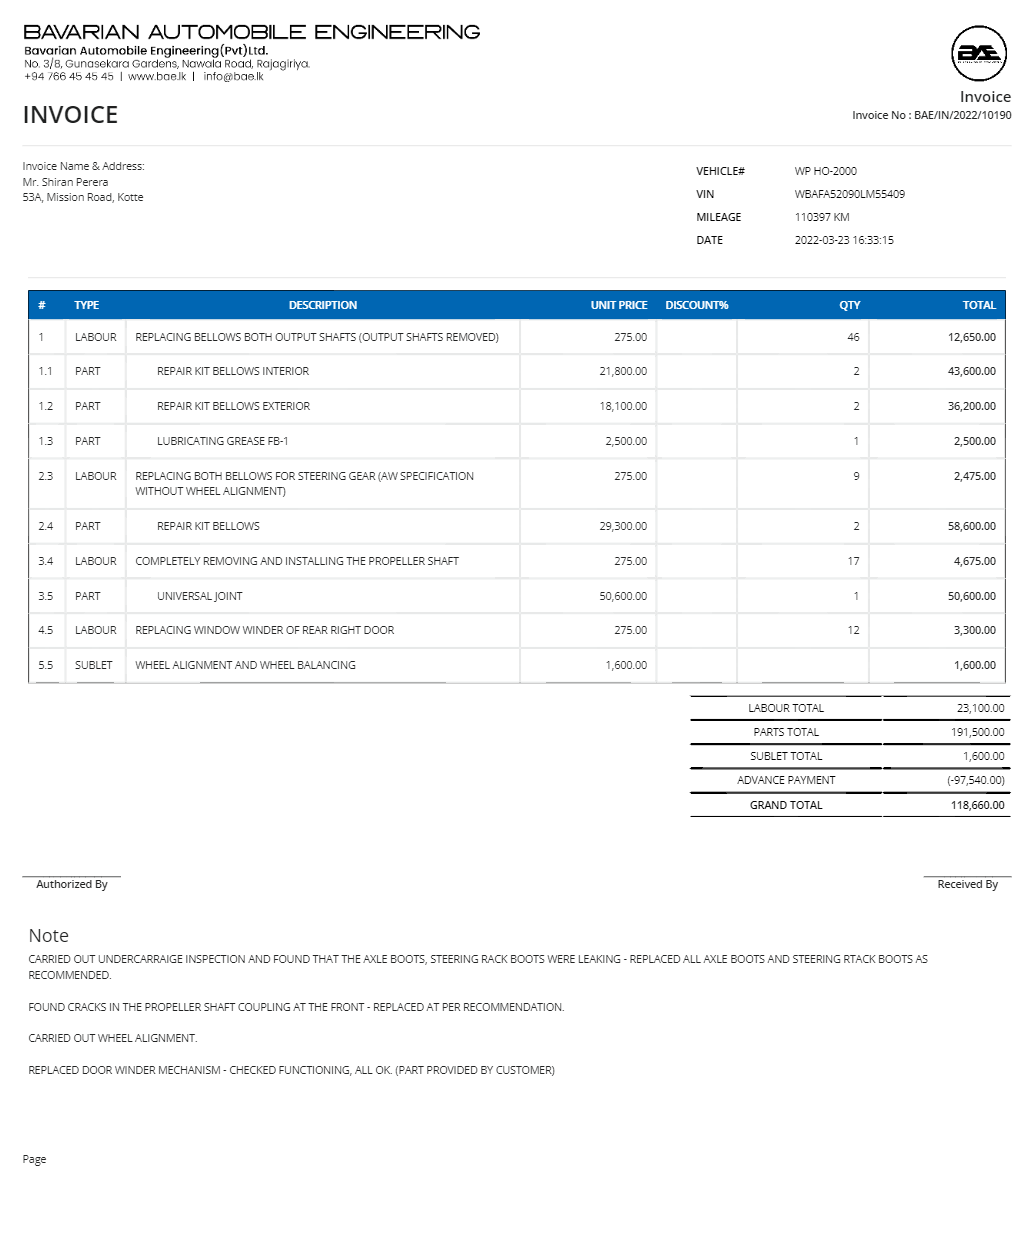 BAVARIAN AUTOMOBILE ENGINEERING
Bavarian Automobile Engineering(Pvt)Ltd.
No. 3/8, Gunasekara Gardens, Nawala Road, Rajagiriya.
+94 766 45 45 45 | www.bae.lk | info@bae.lk
BAE
INVOICE
Invoice
Invoice No : BAE/IN/2022/10190
Invoice Name & Address:
Mr. Shiran Perera
53A, Mission Road, Kotte
VEHICLE# WP HO-2000
VIN WBAFA52090LM55409
MILEAGE 110397 KM
DATE 2022-03-23 16:33:15
# TYPE DESCRIPTION UNIT PRICE DISCOUNT% QTY TOTAL
1 LABOUR REPLACING BELLOWS BOTH OUTPUT SHAFTS (OUTPUT SHAFTS REMOVED) 275.00 46 12,650.00
1.1 PART REPAIR KIT BELLOWS INTERIOR 21,800.00 2 43,600.00
1.2 PART REPAIR KIT BELLOWS EXTERIOR 18,100.00 2 36,200.00
1.3 PART LUBRICATING GREASE FB-1 2,500.00 1 2,500.00
2.3 LABOUR REPLACING BOTH BELLOWS FOR STEERING GEAR (AW SPECIFICATION 275.00 9 2,475.00
WITHOUT WHEEL ALIGNMENT)
2.4 PART REPAIR KIT BELLOWS 29,300.00 2 58,600.00
3.4 LABOUR COMPLETELY REMOVING AND INSTALLING THE PROPELLER SHAFT 275.00 17 4,675.00
3.5 PART UNIVERSAL JOINT 50,600.00 1 50,600.00
4.5 LABOUR REPLACING WINDOW WINDER OF REAR RIGHT DOOR 275.00 12 3,300.00
5.5 SUBLET WHEEL ALIGNMENT AND WHEEL BALANCING 1,600.00 1,600.00
LABOUR TOTAL 23,100.00
PARTS TOTAL 191,500.00
SUBLET TOTAL 1,600.00
ADVANCE PAYMENT (-97,540.00)
GRAND TOTAL 118,660.00
Authorized By
Received By
Note
CARRIED OUT UNDERCARRAIGE INSPECTION AND FOUND THAT THE AXLE BOOTS, STEERING RACK BOOTS WERE LEAKING - REPLACED ALL AXLE BOOTS AND STEERING RTACK BOOTS AS
RECOMMENDED.
FOUND CRACKS IN THE PROPELLER SHAFT COUPLING AT THE FRONT - REPLACED AT PER RECOMMENDATION.
CARRIED OUT WHEEL ALIGNMENT.
REPLACED DOOR WINDER MECHANISM - CHECKED FUNCTIONING, ALL OK. (PART PROVIDED BY CUSTOMER)
Page